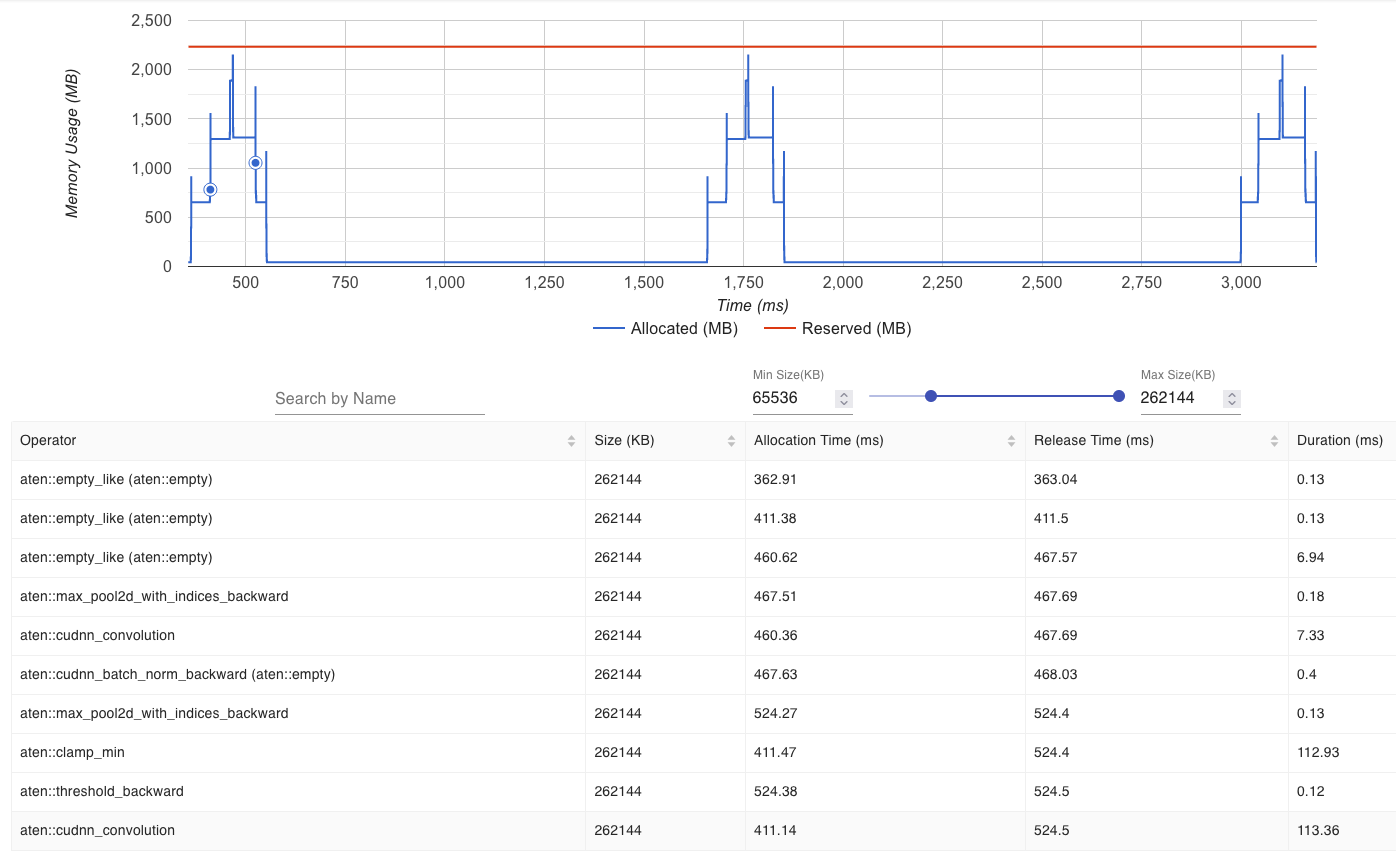 2,500
2,000
1,500
1,000
500
0
Memory Usage (MB)
500 750 1,000 1,250 1,500 1,750 2,000 2,250 2,500 2,750 3,000
Time (ms)
Allocated (MB) Reserved (MB)
Min Size(KB) Max Size(KB)
Search by Name 65536 262144
Operator Size (KB) Allocation Time (ms) Release Time (ms) Duration (ms)
aten::empty_like (aten::empty) 262144 362.91 363.04 0.13
aten::empty_like (aten::empty) 262144 411.38 411.5 0.13
aten::empty_like (aten::empty) 262144 460.62 467.57 6.94
aten::max_pool2d_with_indices_backward 262144 467.51 467.69 0.18
aten::cudnn_convolution 262144 460.36 467.69 7.33
aten::cudnn_batch_norm_backward (aten::empty) 262144 467.63 468.03 0.4
aten::max_pool2d_with_indices_backward 262144 524.27 524.4 0.13
aten::clamp_min 262144 411.47 524.4 112.93
aten::threshold_backward 262144 524.38 524.5 0.12
aten::cudnn_convolution 262144 411.14 524.5 113.36